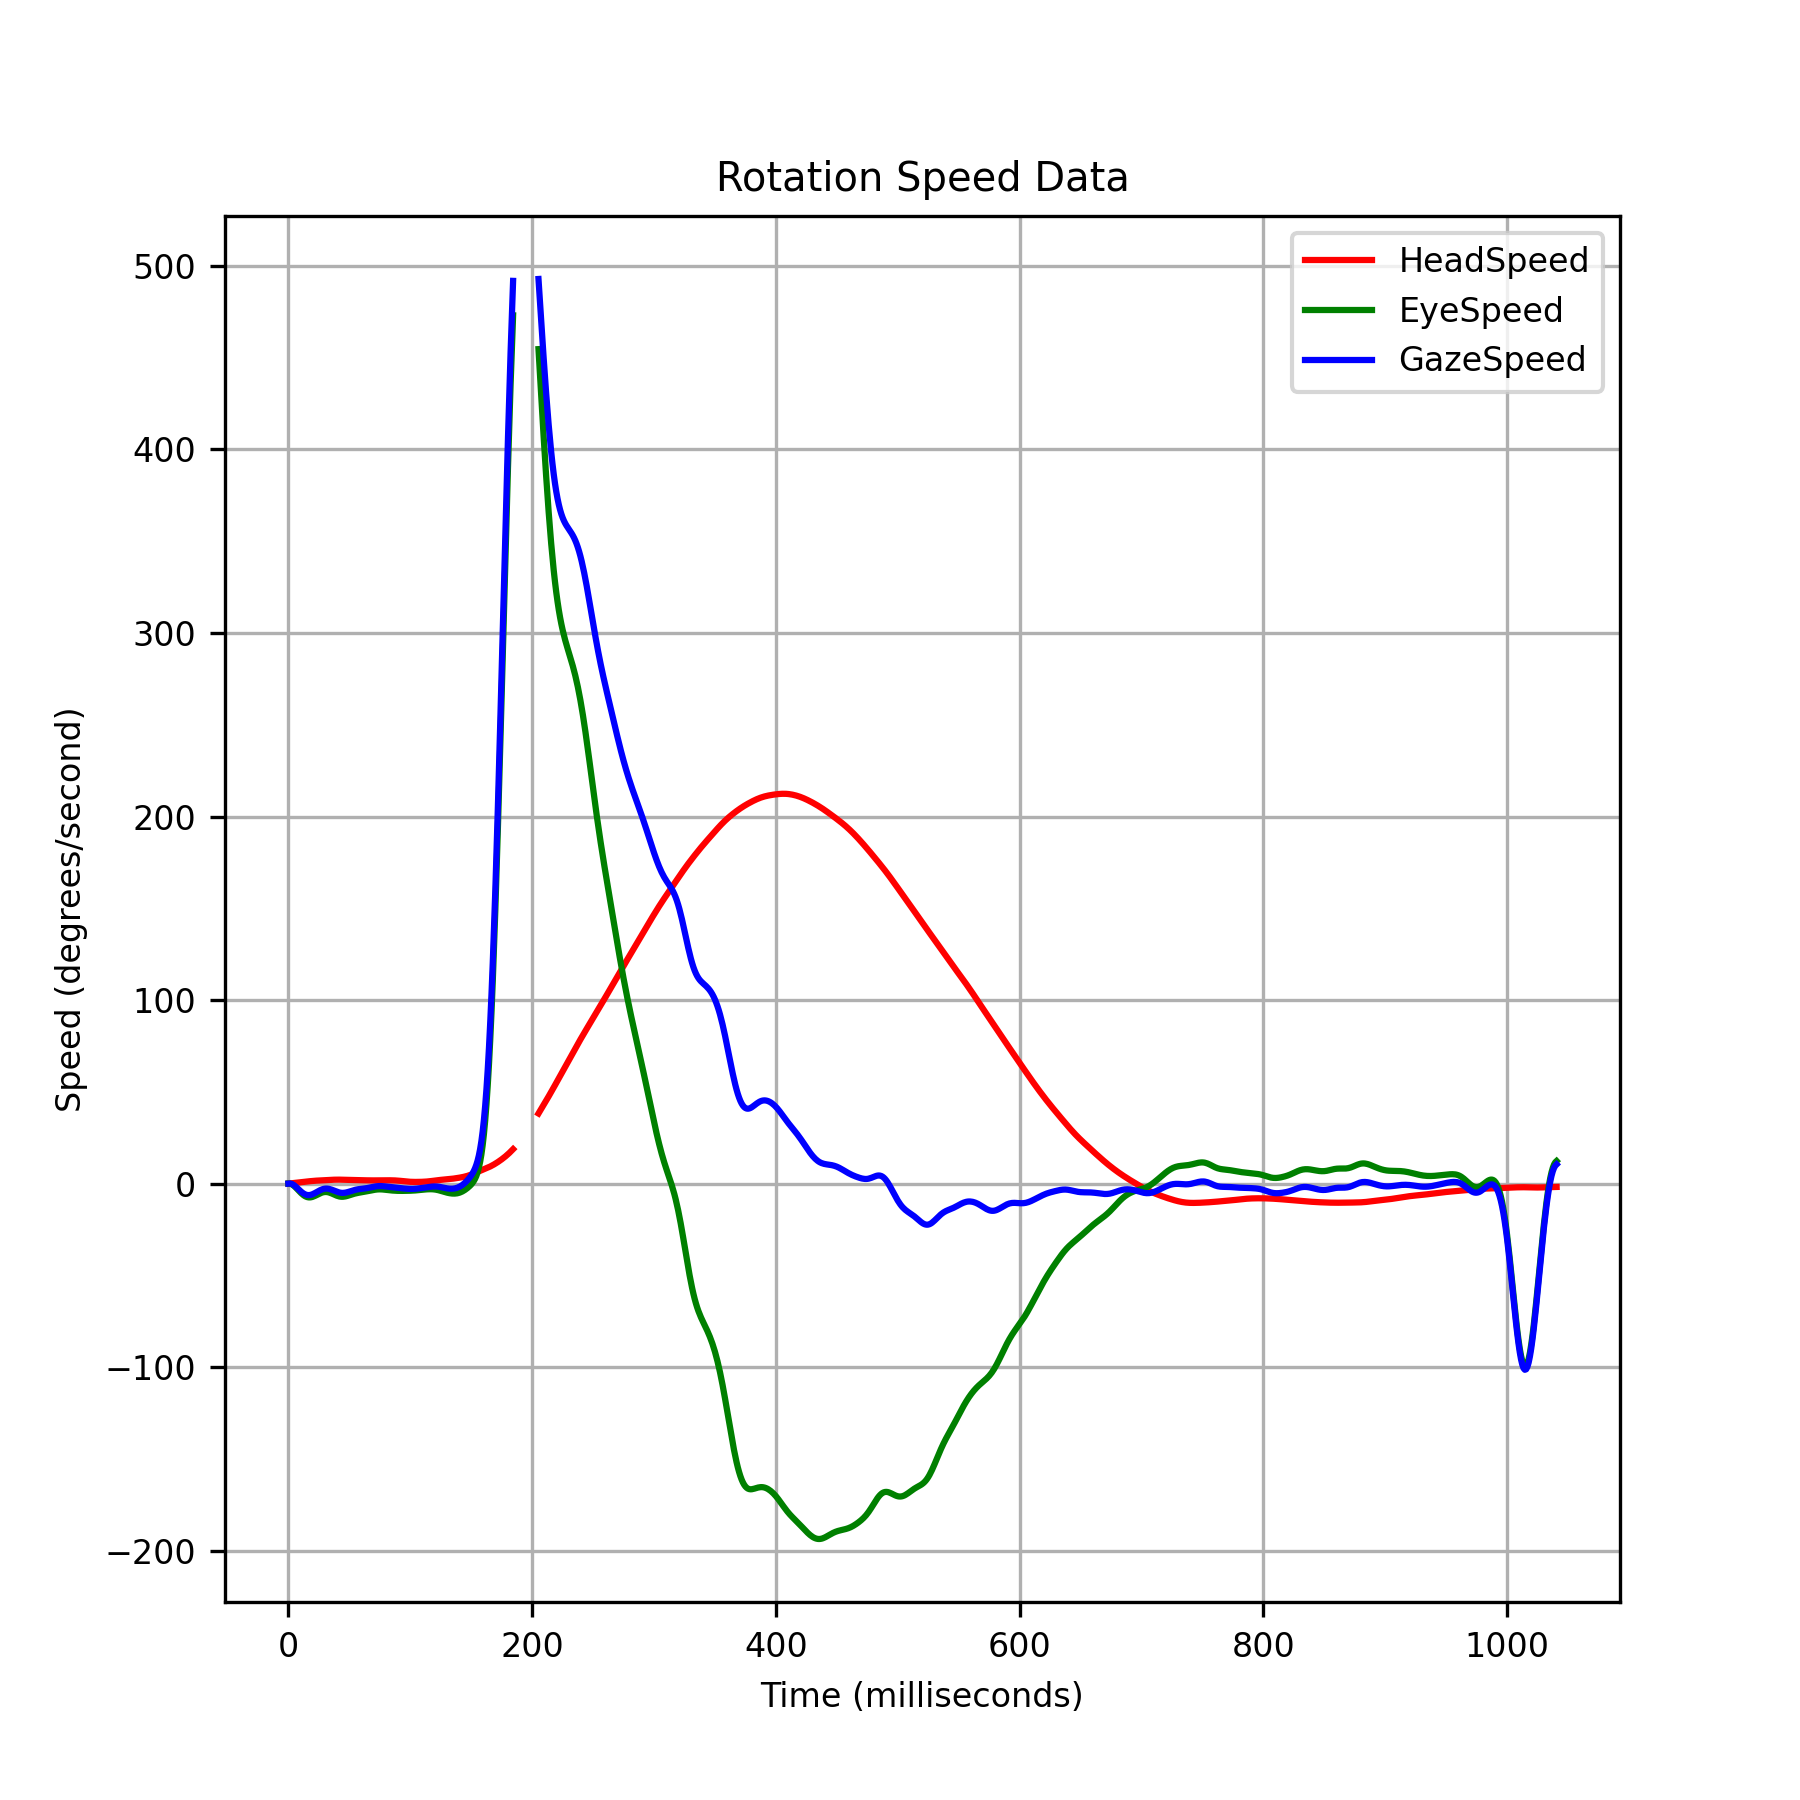 Rotation Speed Data
HeadSpeed
EyeSpeed
GazeSpeed
Speed (degrees/second)
500
400
300
200
100
0
−100
−200
0 200 400 600 800 1000
Time (milliseconds)